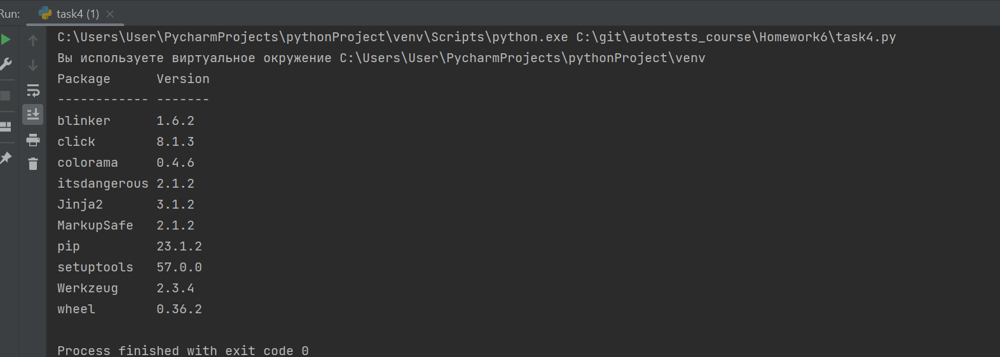 Run: task4 (1)
C:\Users\User\PycharmProjects\pythonProject\venv\Scripts\python.exe C:\git\autotests_course\Homework6\task4.py
Вы используете виртуальное окружение C:\Users\User\PycharmProjects\pythonProject\venv
Package      Version
------------ -------
blinker      1.6.2
click        8.1.3
colorama     0.4.6
itsdangerous 2.1.2
Jinja2       3.1.2
MarkupSafe   2.1.2
pip          23.1.2
setuptools   57.0.0
Werkzeug     2.3.4
wheel        0.36.2
Process finished with exit code 0